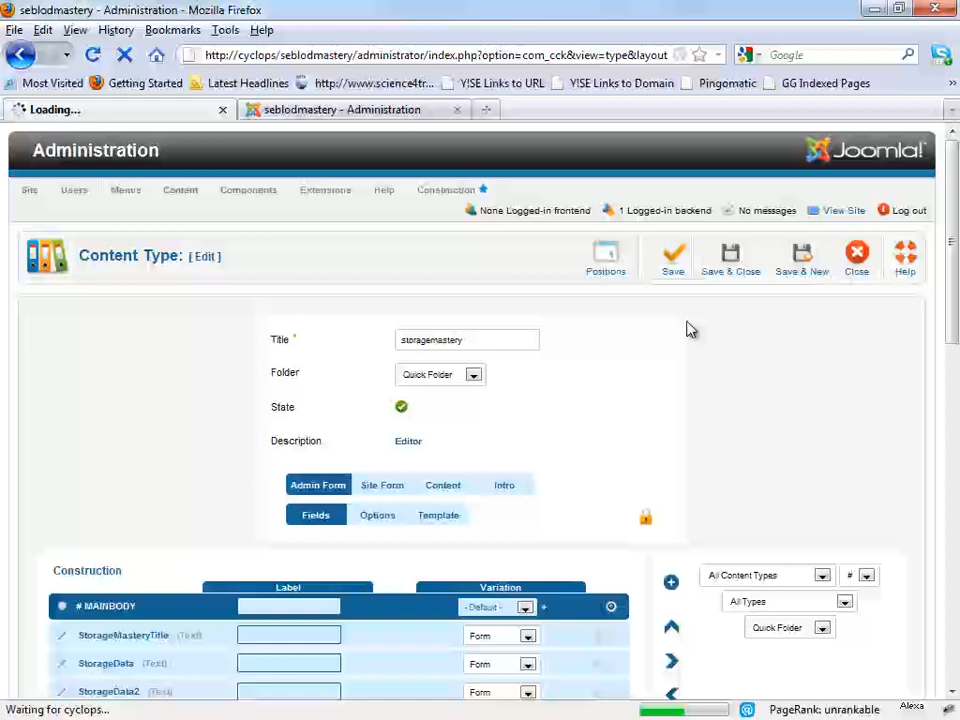 seblodmastery - Administration - Mozilla Firefox
File Edit View History Bookmarks Tools Help
http://cyclops/seblodmastery/administrator/index.php?option=com_cck&view=type&layout
Google
Most Visited Getting Started Latest Headlines http://www.science4tr... Y!SE Links to URL Y!SE Links to Domain Pingomatic GG Indexed Pages
Loading... seblodmastery - Administration
Administration Joomla!
Site Users Menus Content Components Extensions Help Construction
None Logged-in frontend 1 Logged-in backend No messages View Site Log out
Content Type: [ Edit ]
Positions Save Save & Close Save & New Close Help
Title * storagemastery
Folder Quick Folder
State
Description Editor
Admin Form Site Form Content Intro
Fields Options Template
Construction
Label Variation
# MAINBODY - Default - +
StorageMasteryTitle (Text) Form
StorageData (Text) Form
StorageData2 (Text) Form
All Content Types #
All Types
Quick Folder
Waiting for cyclops... PageRank: unrankable Alexa